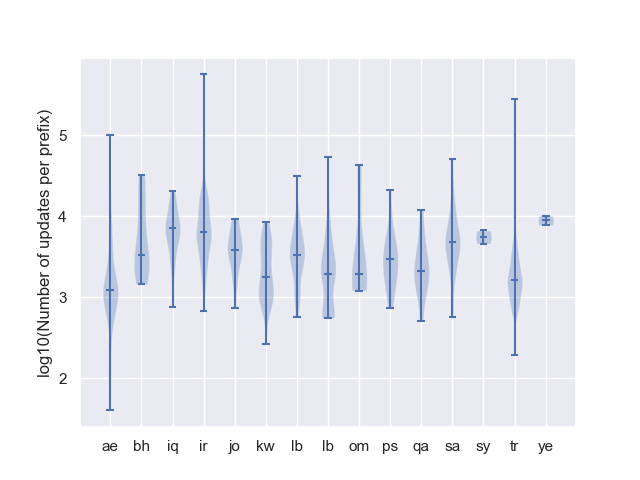 log10(Number of updates per prefix)
5
4
3
2
ae bh iq ir jo kw lb lb om ps qa sa sy tr ye